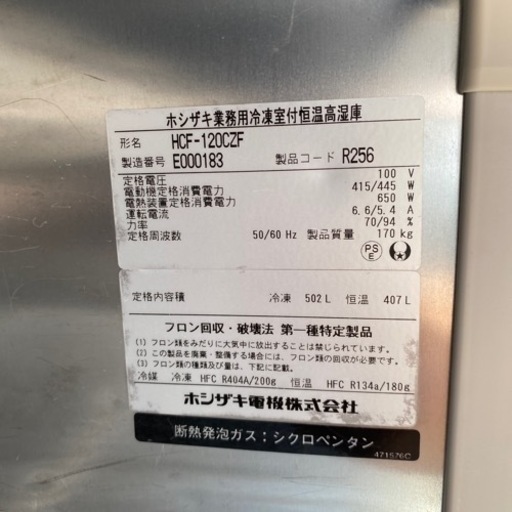 ホシザキ業務用冷凍室付恒温高湿庫
形名 HCF-120CZF
製造番号 E000183 製品コード R256
定格電圧 100 V
電動機定格消費電力 415/445 W
電熱装置定格消費電力 650 W
運転電流 6.6/5.4 A
力率 70/94 %
定格周波数 50/60 Hz 製品質量 170 kg
PS E
定格内容積 冷凍 502 L 恒温 407 L
フロン回収・破壊法 第一種特定製品
(1) フロン類をみだりに大気中に放出することは禁じられています。
(2) この製品を廃棄・整備する場合には、フロン類の回収が必要です。
(3) フロン類の種類及び量は、下記に記載。
冷媒 冷凍 HFC R404A/200g 恒温 HFC R134a/180g
ホシザキ電機株式会社
断熱発泡ガス：シクロペンタン
471576C